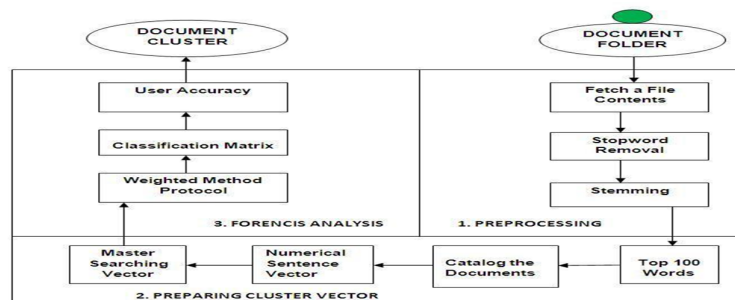 DOCUMENT
CLUSTER
DOCUMENT
FOLDER
User Accuracy
Fetch a File
Contents
Classification Matrix
Stopword
Removal
Weighted Method
Protocol
Stemming
3. FORENCIS ANALYSIS
1. PREPROCESSING
Master
Searching
Vector
Numerical
Sentence
Vector
Catalog the
Documents
Top 100
Words
2. PREPARING CLUSTER VECTOR